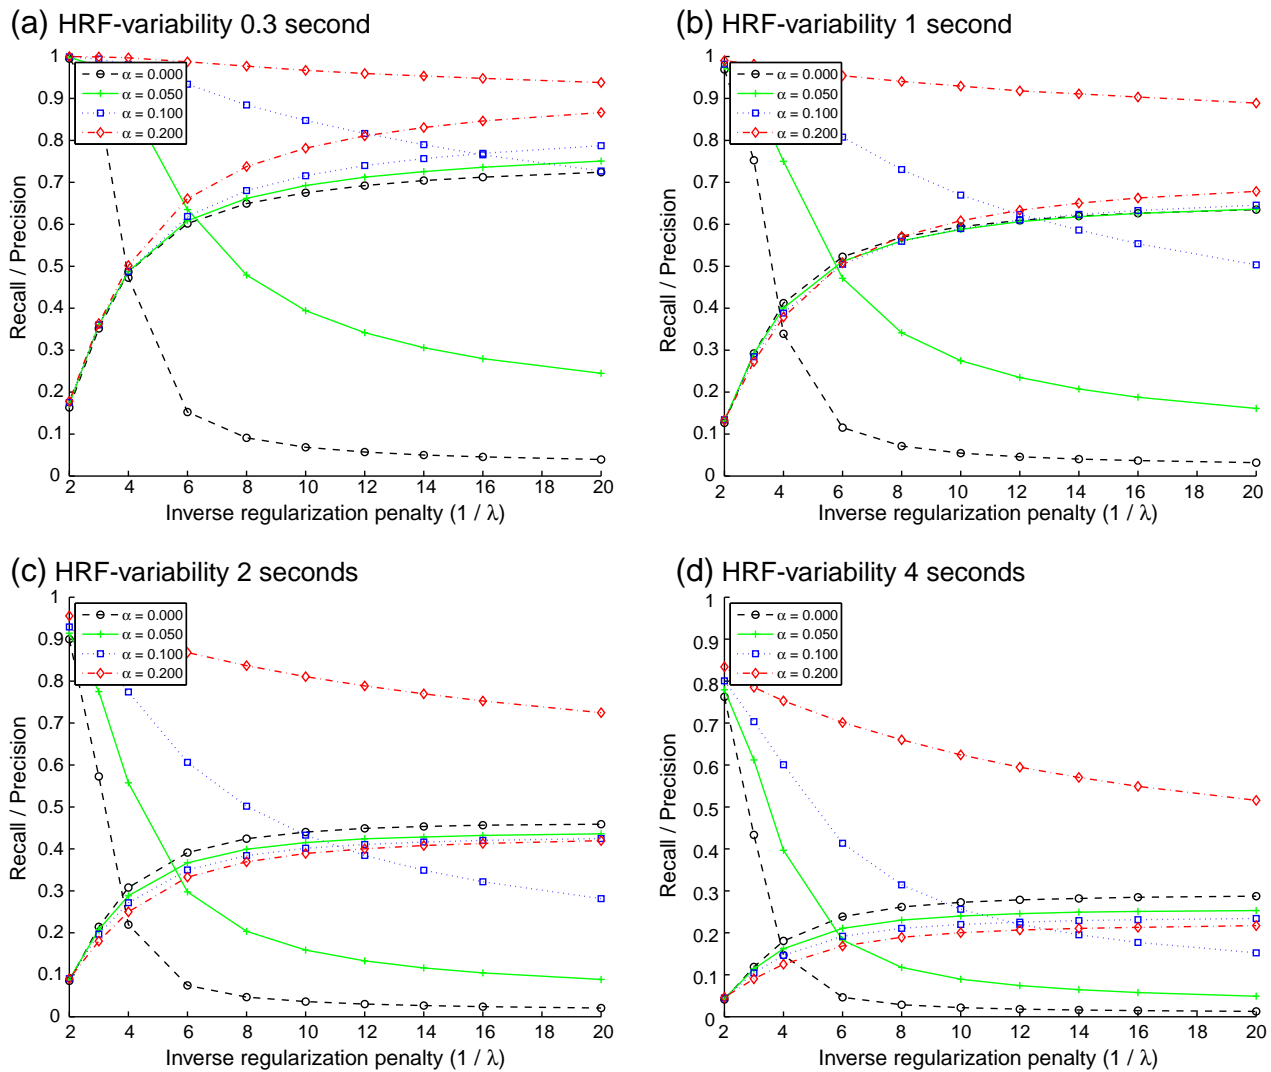 (a) HRF-variability 0.3 second
1
0.9
0.8
0.7
0.6
0.5
0.4
0.3
0.2
0.1
0
Recall / Precision
α = 0.000
α = 0.050
α = 0.100
α = 0.200
2 4 6 8 10 12 14 16 18 20
Inverse regularization penalty (1 / λ)
(b) HRF-variability 1 second
1
0.9
0.8
0.7
0.6
0.5
0.4
0.3
0.2
0.1
0
Recall / Precision
α = 0.000
α = 0.050
α = 0.100
α = 0.200
2 4 6 8 10 12 14 16 18 20
Inverse regularization penalty (1 / λ)
(c) HRF-variability 2 seconds
1
0.9
0.8
0.7
0.6
0.5
0.4
0.3
0.2
0.1
0
Recall / Precision
α = 0.000
α = 0.050
α = 0.100
α = 0.200
2 4 6 8 10 12 14 16 18 20
Inverse regularization penalty (1 / λ)
(d) HRF-variability 4 seconds
1
0.9
0.8
0.7
0.6
0.5
0.4
0.3
0.2
0.1
0
Recall / Precision
α = 0.000
α = 0.050
α = 0.100
α = 0.200
2 4 6 8 10 12 14 16 18 20
Inverse regularization penalty (1 / λ)